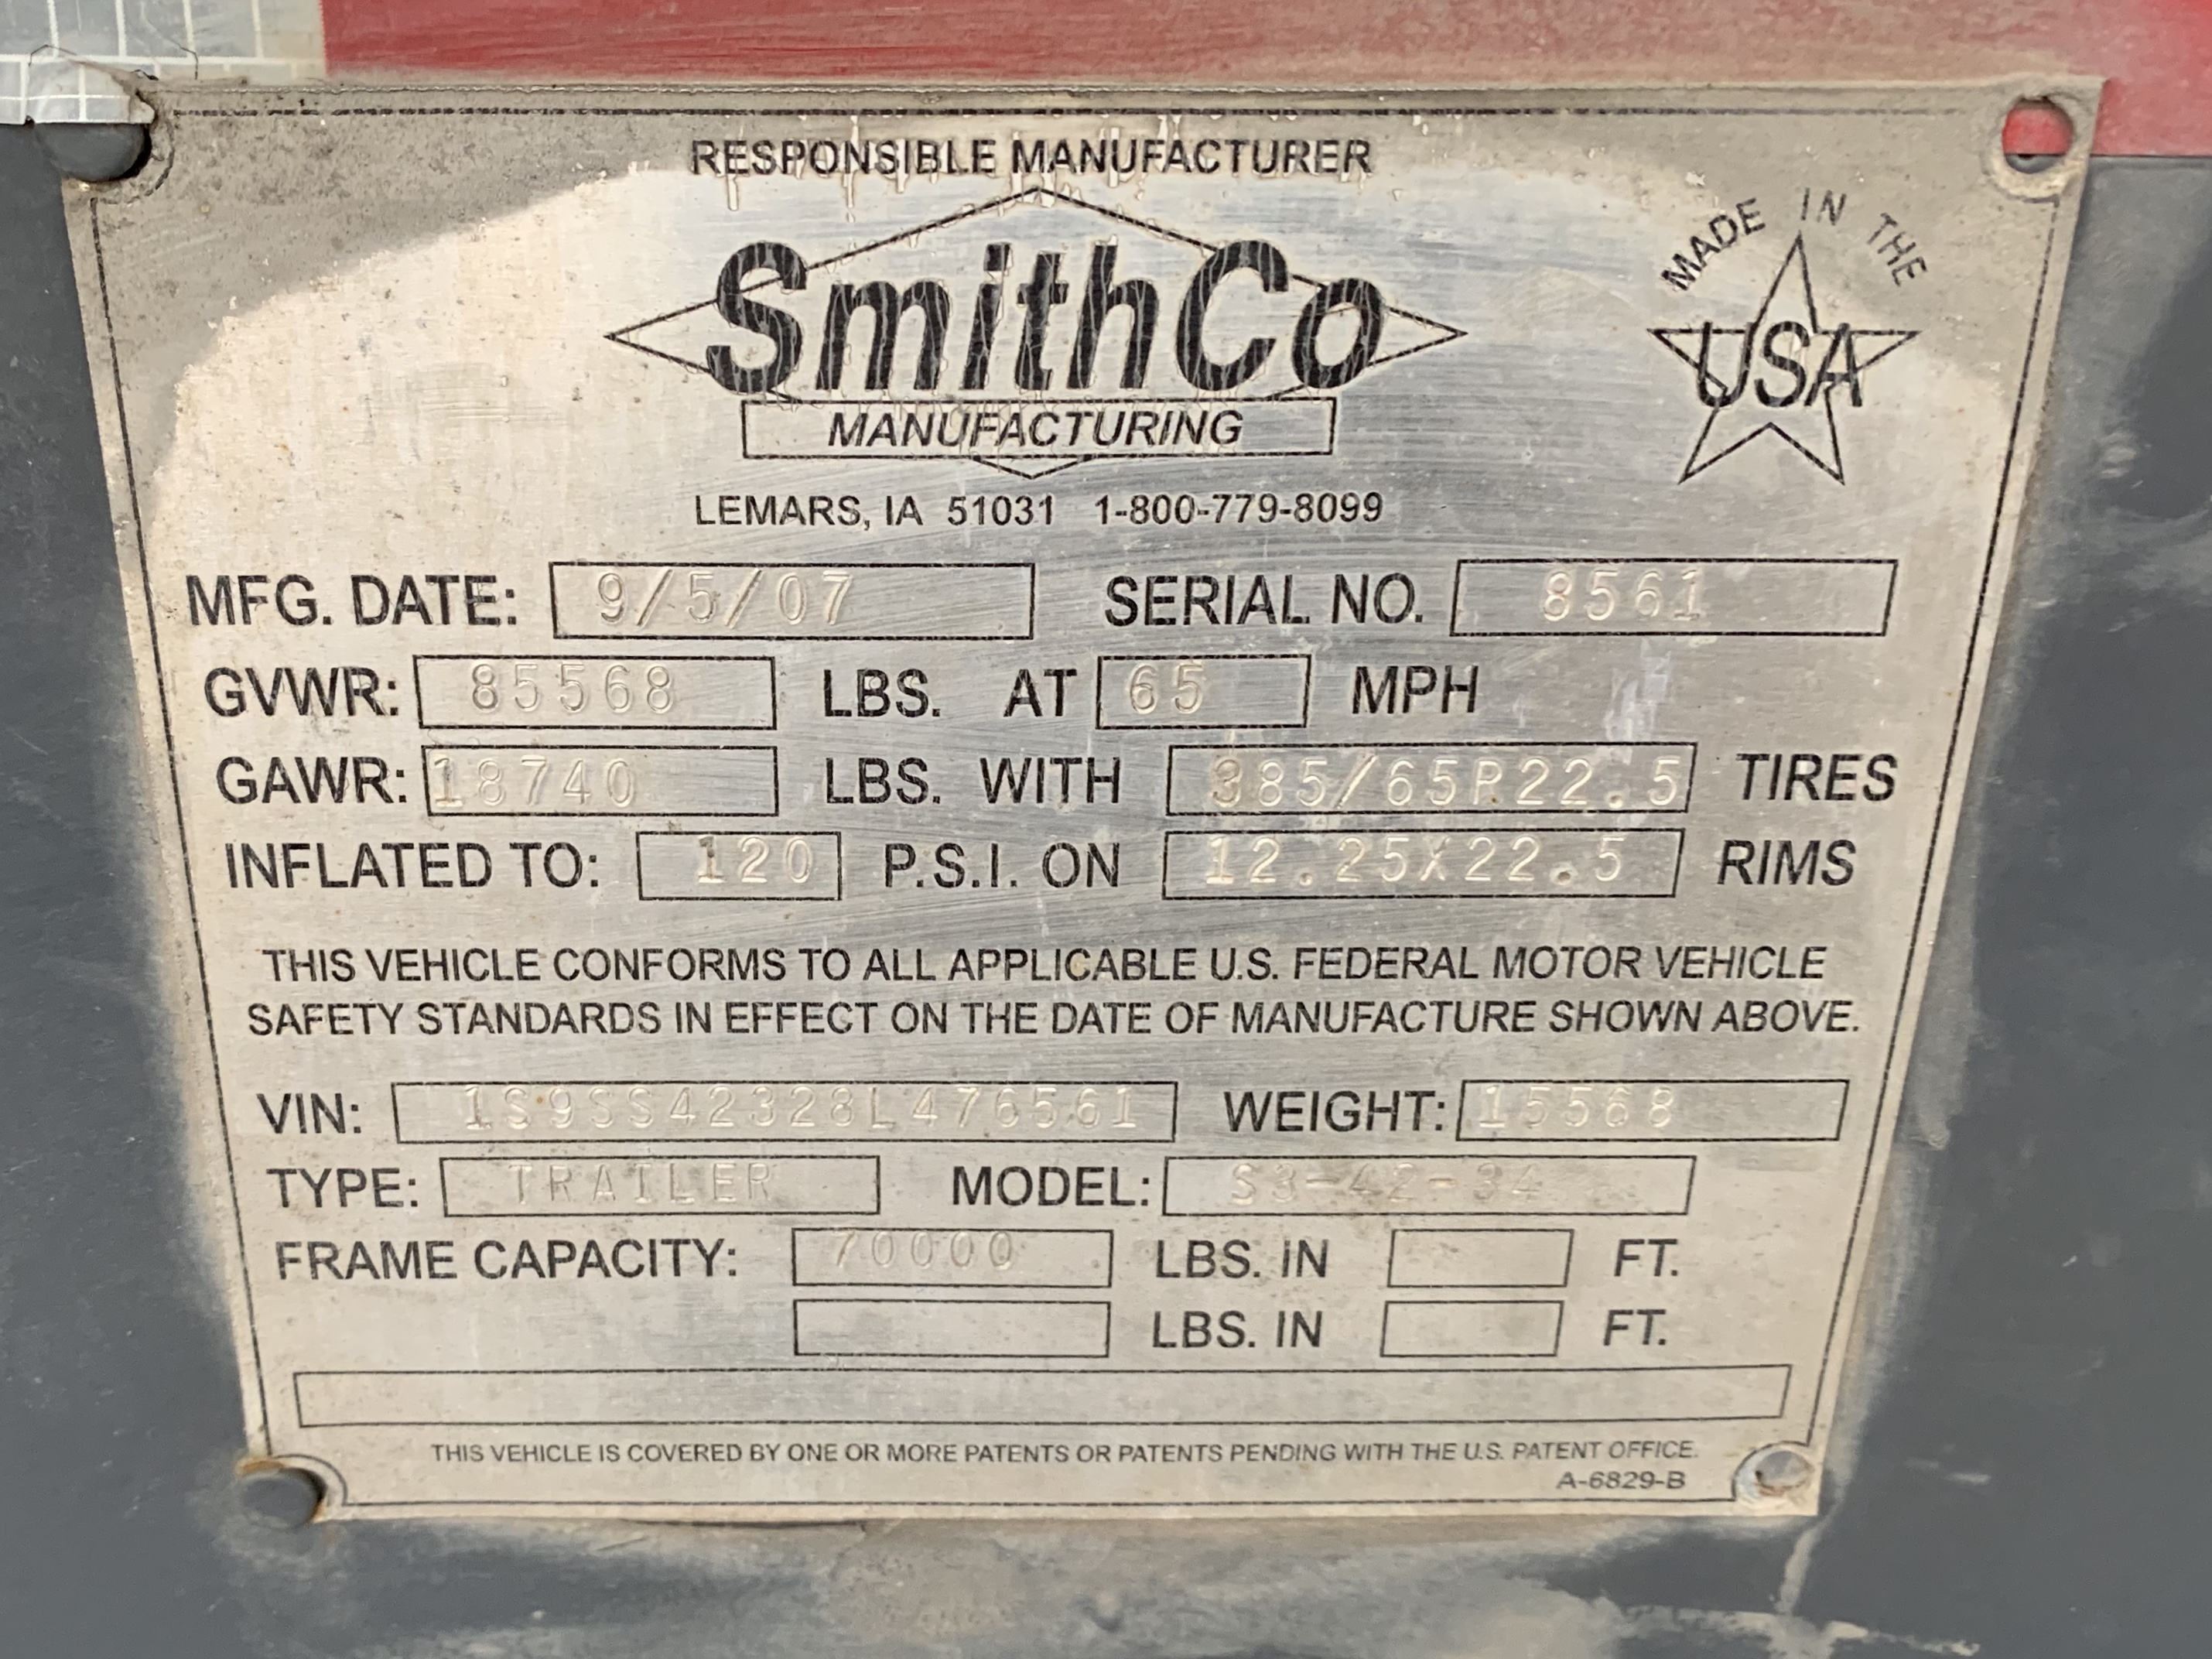 RESPONSIBLE MANUFACTURER
SmithCo
MANUFACTURING
MADE IN THE
USA
LEMARS, IA 51031 1-800-779-8099
MFG. DATE: 9/5/07 SERIAL NO. 8561
GVWR: 85568 LBS. AT 65 MPH
GAWR: 18740 LBS. WITH 385/65R22.5 TIRES
INFLATED TO: 120 P.S.I. ON 12.25X22.5 RIMS
THIS VEHICLE CONFORMS TO ALL APPLICABLE U.S. FEDERAL MOTOR VEHICLE
SAFETY STANDARDS IN EFFECT ON THE DATE OF MANUFACTURE SHOWN ABOVE.
VIN: 1S9SS42328L476561 WEIGHT: 15568
TYPE: TRAILER MODEL: S3-42-34
FRAME CAPACITY: 70000 LBS. IN FT.
LBS. IN FT.
THIS VEHICLE IS COVERED BY ONE OR MORE PATENTS OR PATENTS PENDING WITH THE U.S. PATENT OFFICE.
A-6829-B